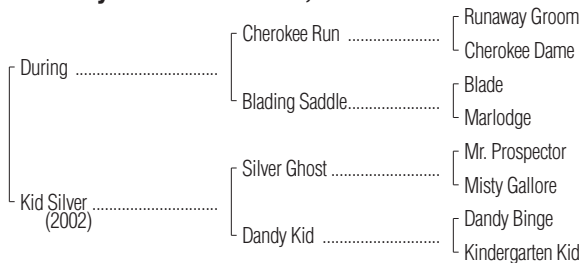 Runaway Groom
Cherokee Run ....................
Cherokee Dame
During ................................
Blade
Blading Saddle.....................
Marlodge
Mr. Prospector
Silver Ghost .........................
Misty Gallore
Kid Silver ............................
(2002)
Dandy Binge
Dandy Kid ...........................
Kindergarten Kid